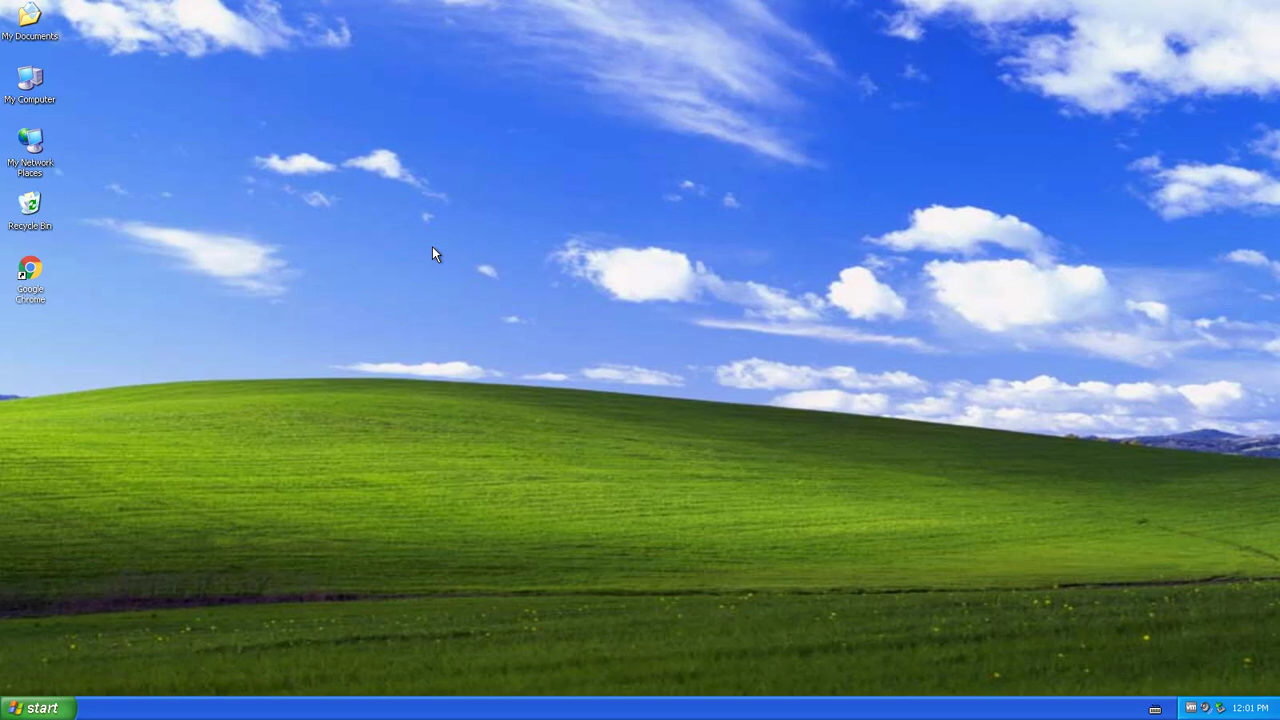 My Documents
My Computer
My Network
Places
Recycle Bin
Google
Chrome
start
12:01 PM